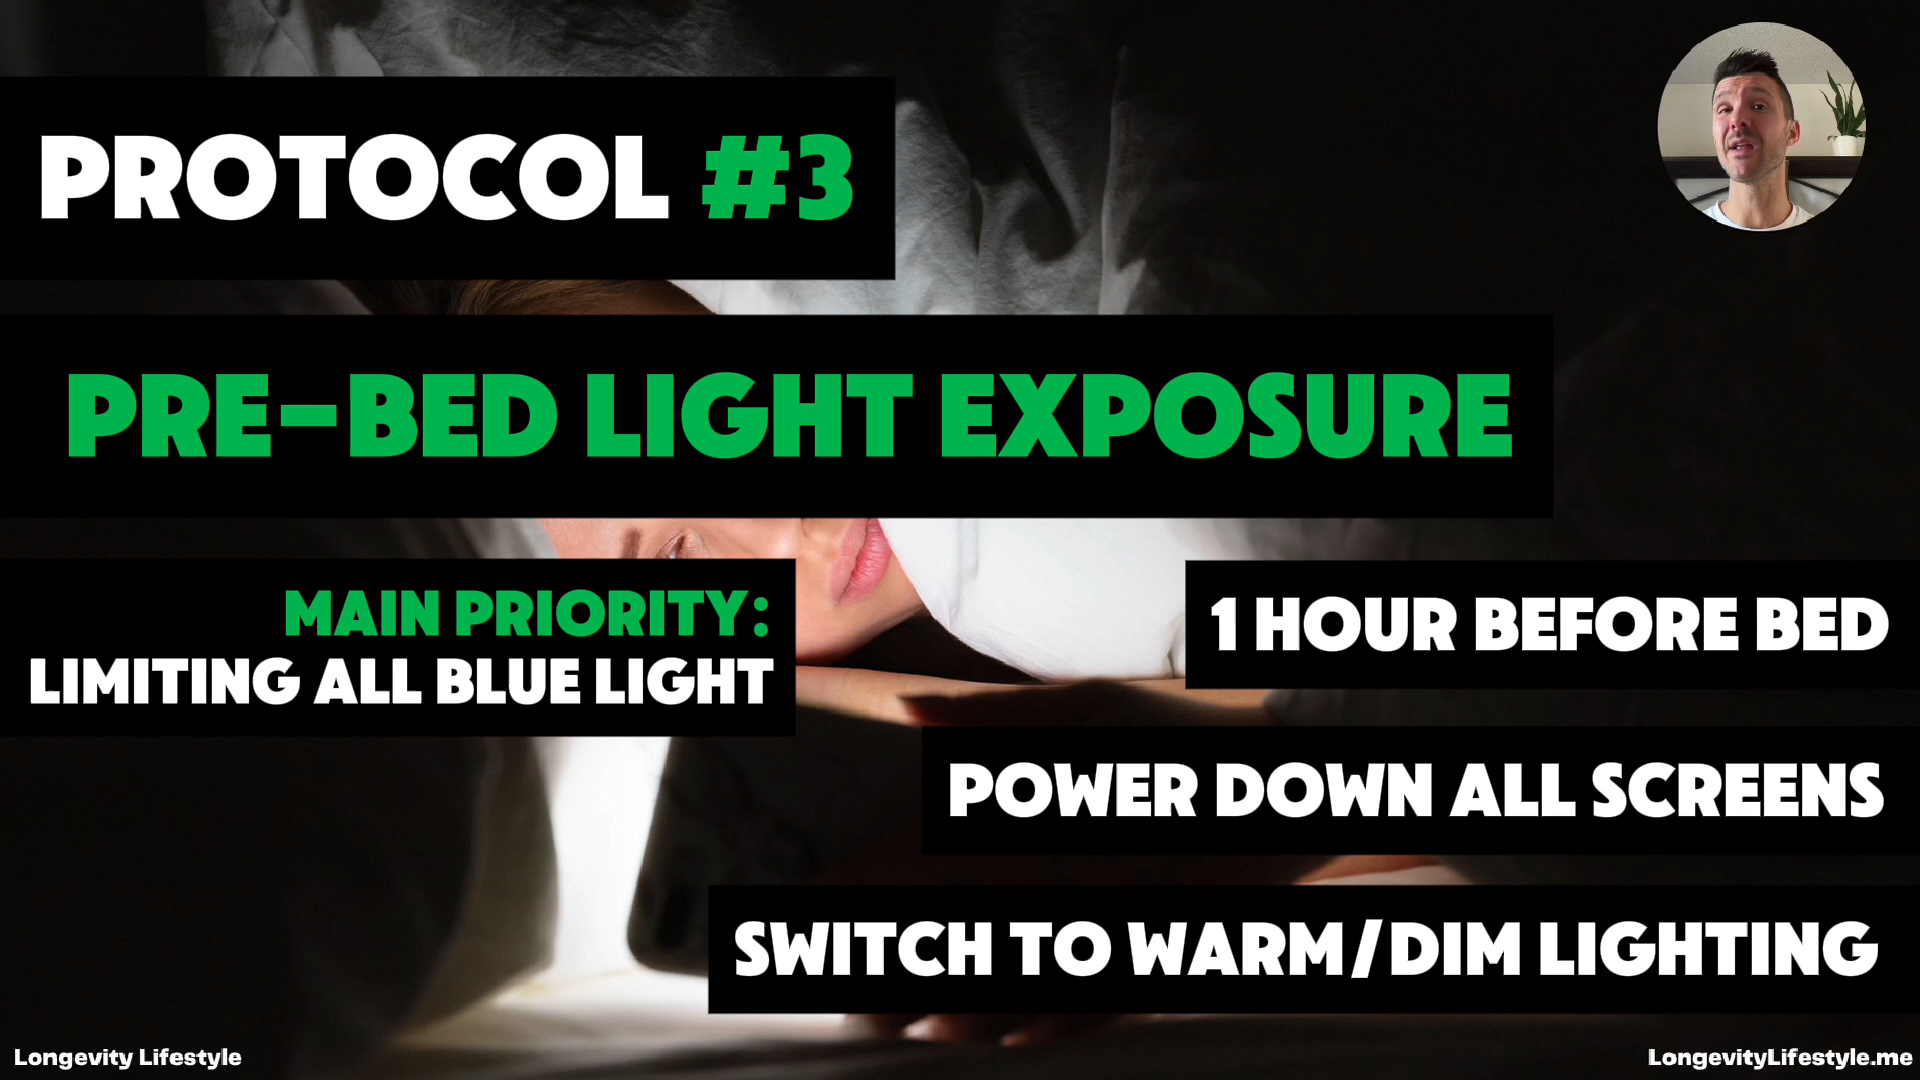 PROTOCOL #3
PRE-BED LIGHT EXPOSURE
MAIN PRIORITY:
LIMITING ALL BLUE LIGHT
1 HOUR BEFORE BED
POWER DOWN ALL SCREENS
SWITCH TO WARM/DIM LIGHTING
Longevity Lifestyle
LongevityLifestyle.me